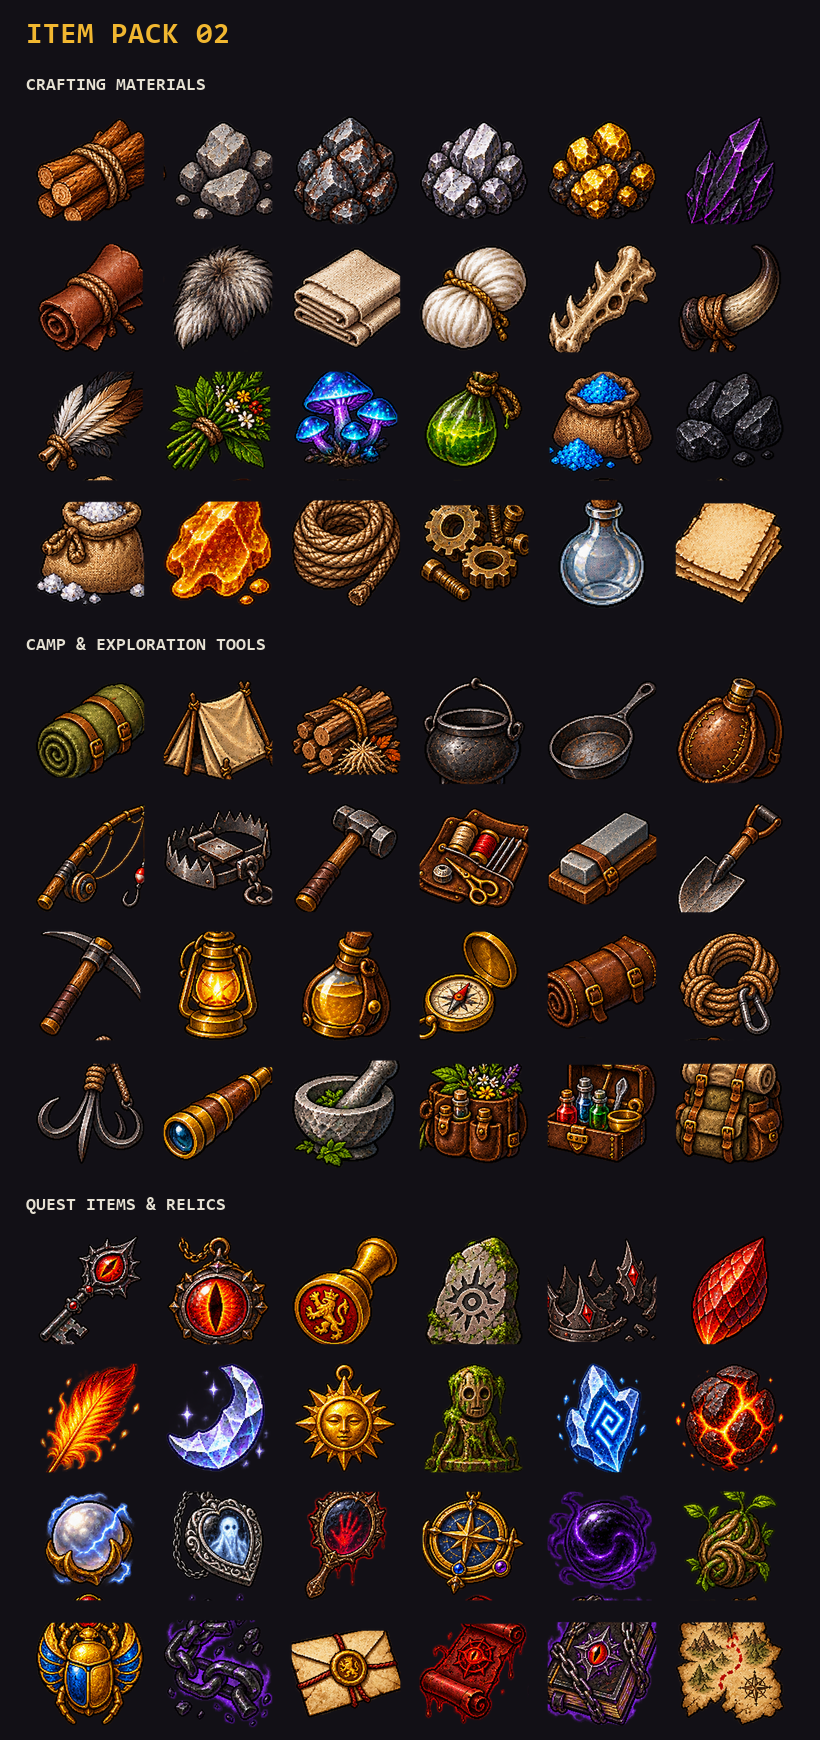 ITEM PACK 02
CRAFTING MATERIALS
CAMP & EXPLORATION TOOLS
QUEST ITEMS & RELICS